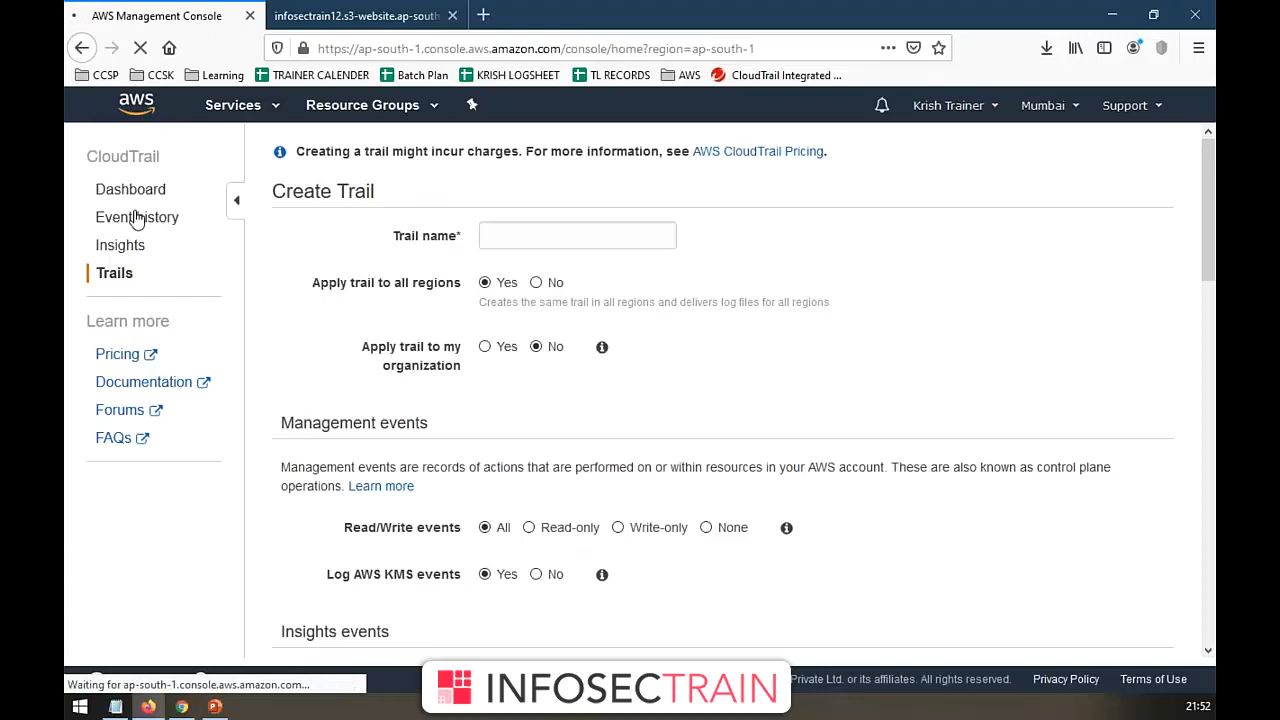 AWS Management Console
infosectrain12.s3-website.ap-south
https://ap-south-1.console.aws.amazon.com/console/home?region=ap-south-1
CCSP
CCSK
Learning
TRAINER CALENDER
Batch Plan
KRISH LOGSHEET
TL RECORDS
AWS
CloudTrail Integrated ...
aws
Services
Resource Groups
Krish Trainer
Mumbai
Support
CloudTrail
Dashboard
Event history
Insights
Trails
Learn more
Pricing
Documentation
Forums
FAQs
Creating a trail might incur charges. For more information, see AWS CloudTrail Pricing.
Create Trail
Trail name*
Apply trail to all regions
Yes
No
Creates the same trail in all regions and delivers log files for all regions
Apply trail to my
organization
Yes
No
Management events
Management events are records of actions that are performed on or within resources in your AWS account. These are also known as control plane
operations. Learn more
Read/Write events
All
Read-only
Write-only
None
Log AWS KMS events
Yes
No
Insights events
Waiting for ap-south-1.console.aws.amazon.com...
Private Ltd. or its affiliates. All rights reserved.
Privacy Policy
Terms of Use
INFOSECTRAIN
21:52